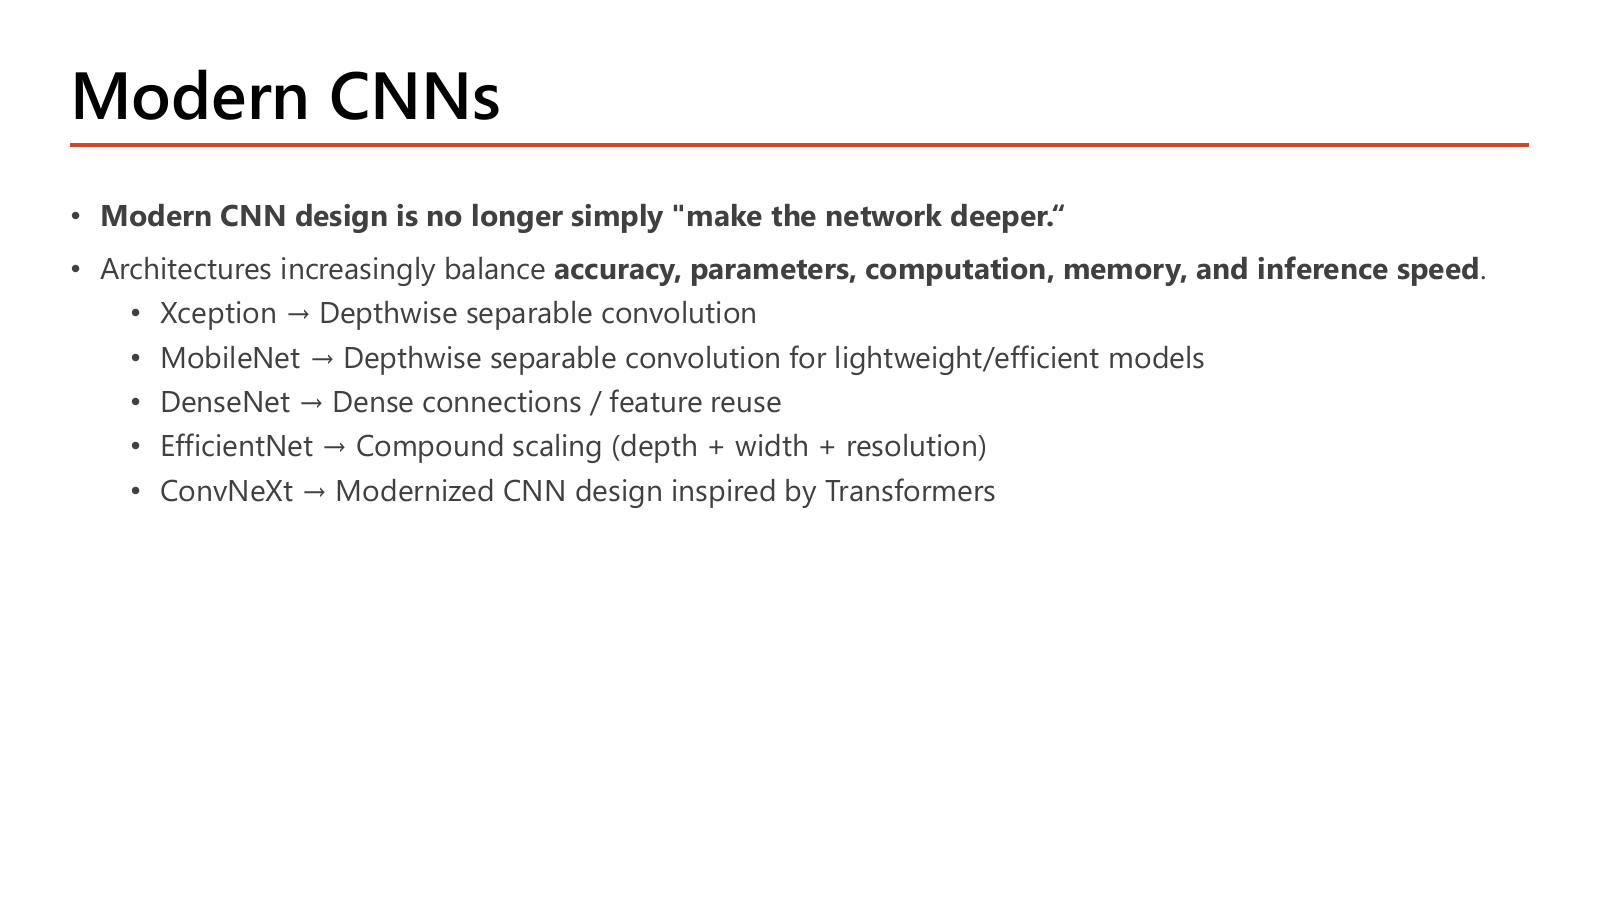 Modern CNNs
• Modern CNN design is no longer simply "make the network deeper.“
• Architectures increasingly balance accuracy, parameters, computation, memory, and inference speed.
• Xception → Depthwise separable convolution
• MobileNet → Depthwise separable convolution for lightweight/efficient models
• DenseNet → Dense connections / feature reuse
• EfficientNet → Compound scaling (depth + width + resolution)
• ConvNeXt → Modernized CNN design inspired by Transformers